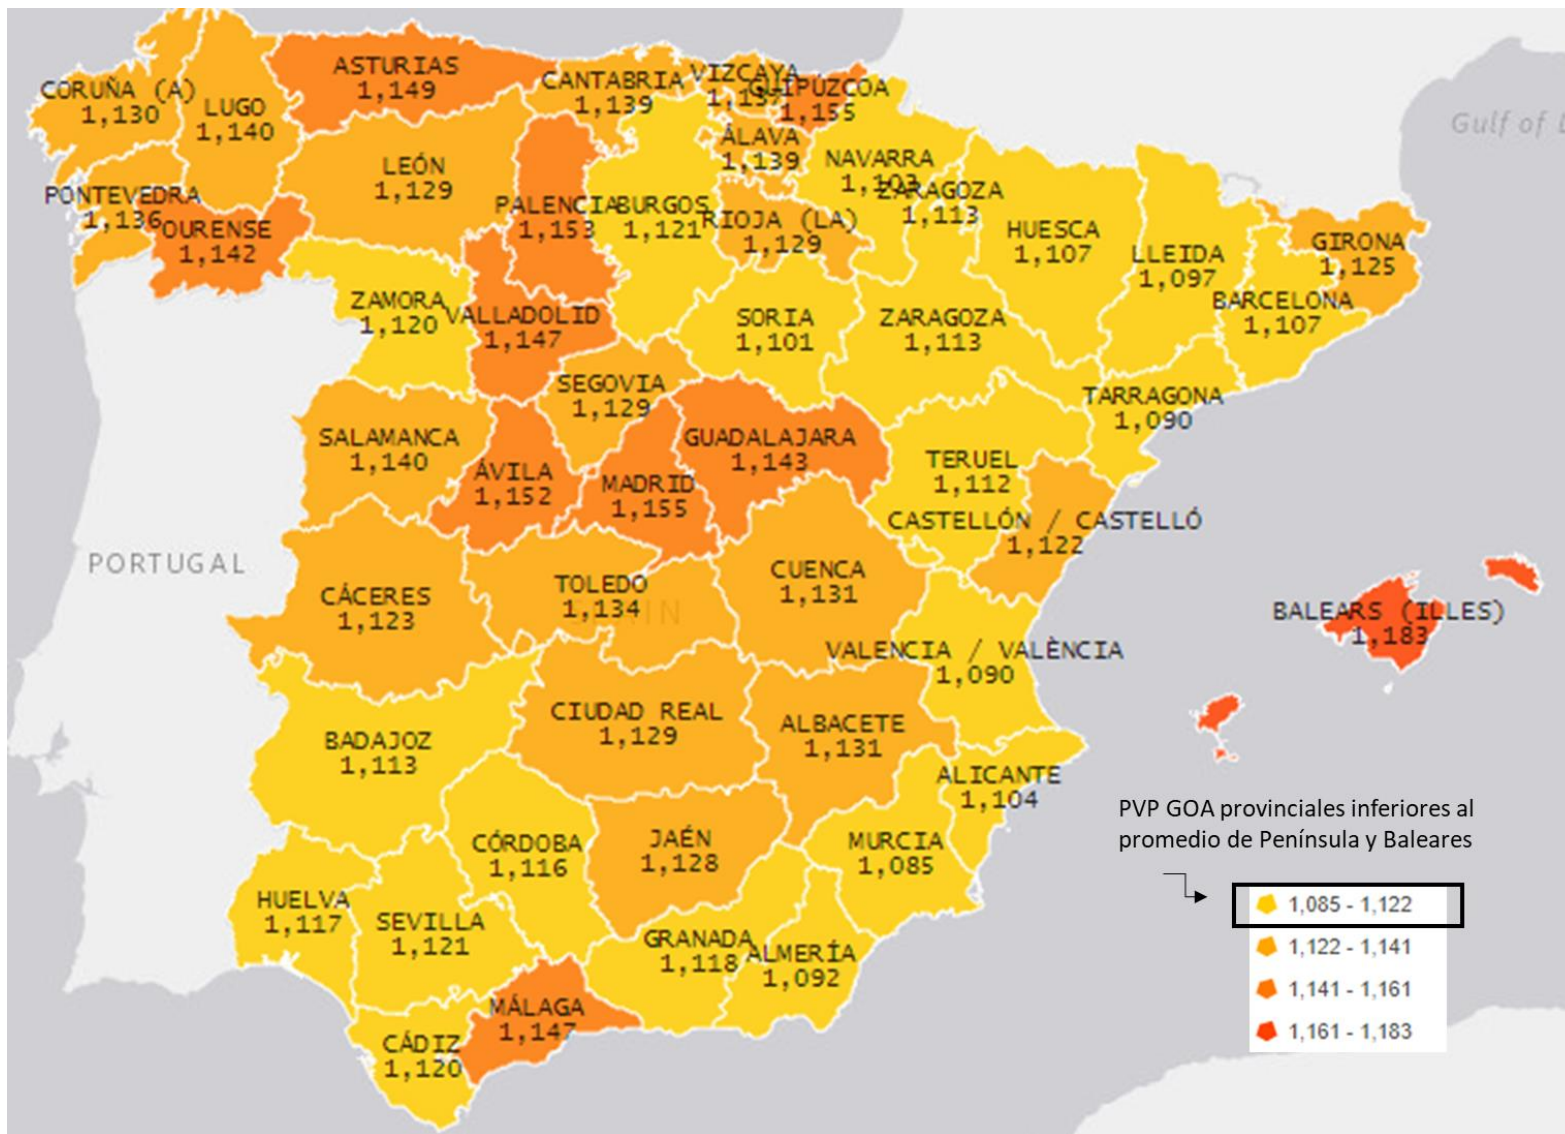 ASTURIAS
1,149
CANTABRIA
1,139
VIZCAYA
GUIPÚZCOA
1,155
CORUÑA (A)
1,130
LUGO
1,140
Gulf of
ÁLAVA
1,139
LEÓN
1,129
NAVARRA
1,103
ZARAGOZA
1,113
PONTEVEDRA
1,136
OURENSE
1,142
PALENCIA
1,153
BURGOS
1,121
RIOJA (LA)
1,129
HUESCA
1,107
LLEIDA
1,097
GIRONA
1,125
ZAMORA
1,120
VALLADOLID
1,147
SORIA
1,101
ZARAGOZA
1,113
BARCELONA
1,107
SEGOVIA
1,129
TARRAGONA
1,090
SALAMANCA
1,140
ÁVILA
1,152
MADRID
1,155
GUADALAJARA
1,143
TERUEL
1,112
CASTELLÓN / CASTELLÓ
1,122
PORTUGAL
CÁCERES
1,123
TOLEDO
1,134
CUENCA
1,131
BALEARS (ILLES)
1,183
VALENCIA / VALÈNCIA
1,090
BADAJOZ
1,113
CIUDAD REAL
1,129
ALBACETE
1,131
ALICANTE
1,104
PVP GOA provinciales inferiores al
promedio de Península y Baleares
CÓRDOBA
1,116
JAÉN
1,128
MURCIA
1,085
HUELVA
1,117
SEVILLA
1,121
GRANADA
1,118
ALMERÍA
1,092
MÁLAGA
1,147
CÁDIZ
1,120
1,085 - 1,122
1,122 - 1,141
1,141 - 1,161
1,161 - 1,183